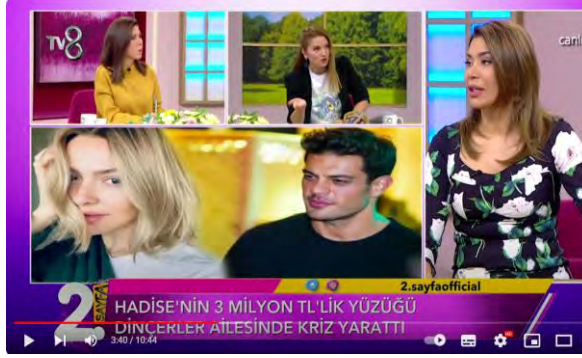 TV8
canlı
2.sayfaofficial
2. SAYFA
HADİSE'NİN 3 MİLYON TL'LİK YÜZÜĞÜ
DİNÇERLER AİLESİNDE KRİZ YARATTI
3:40 / 10:44
HD